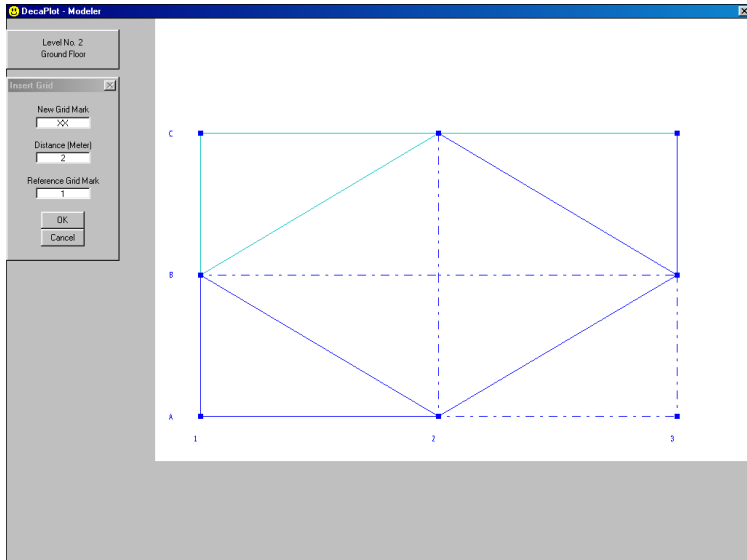 DecaPlot - Modeler
Level No. 2
Ground Floor
Insert Grid
New Grid Mark
XX
Distance (Meter)
2
Reference Grid Mark
1
OK
Cancel
C
B
A
1 2 3